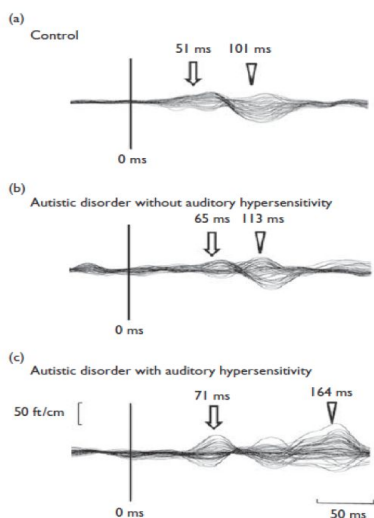 (a)
Control
51 ms 101 ms
0 ms
(b)
Autistic disorder without auditory hypersensitivity
65 ms 113 ms
0 ms
(c)
Autistic disorder with auditory hypersensitivity
50 ft/cm
71 ms
164 ms
0 ms
50 ms